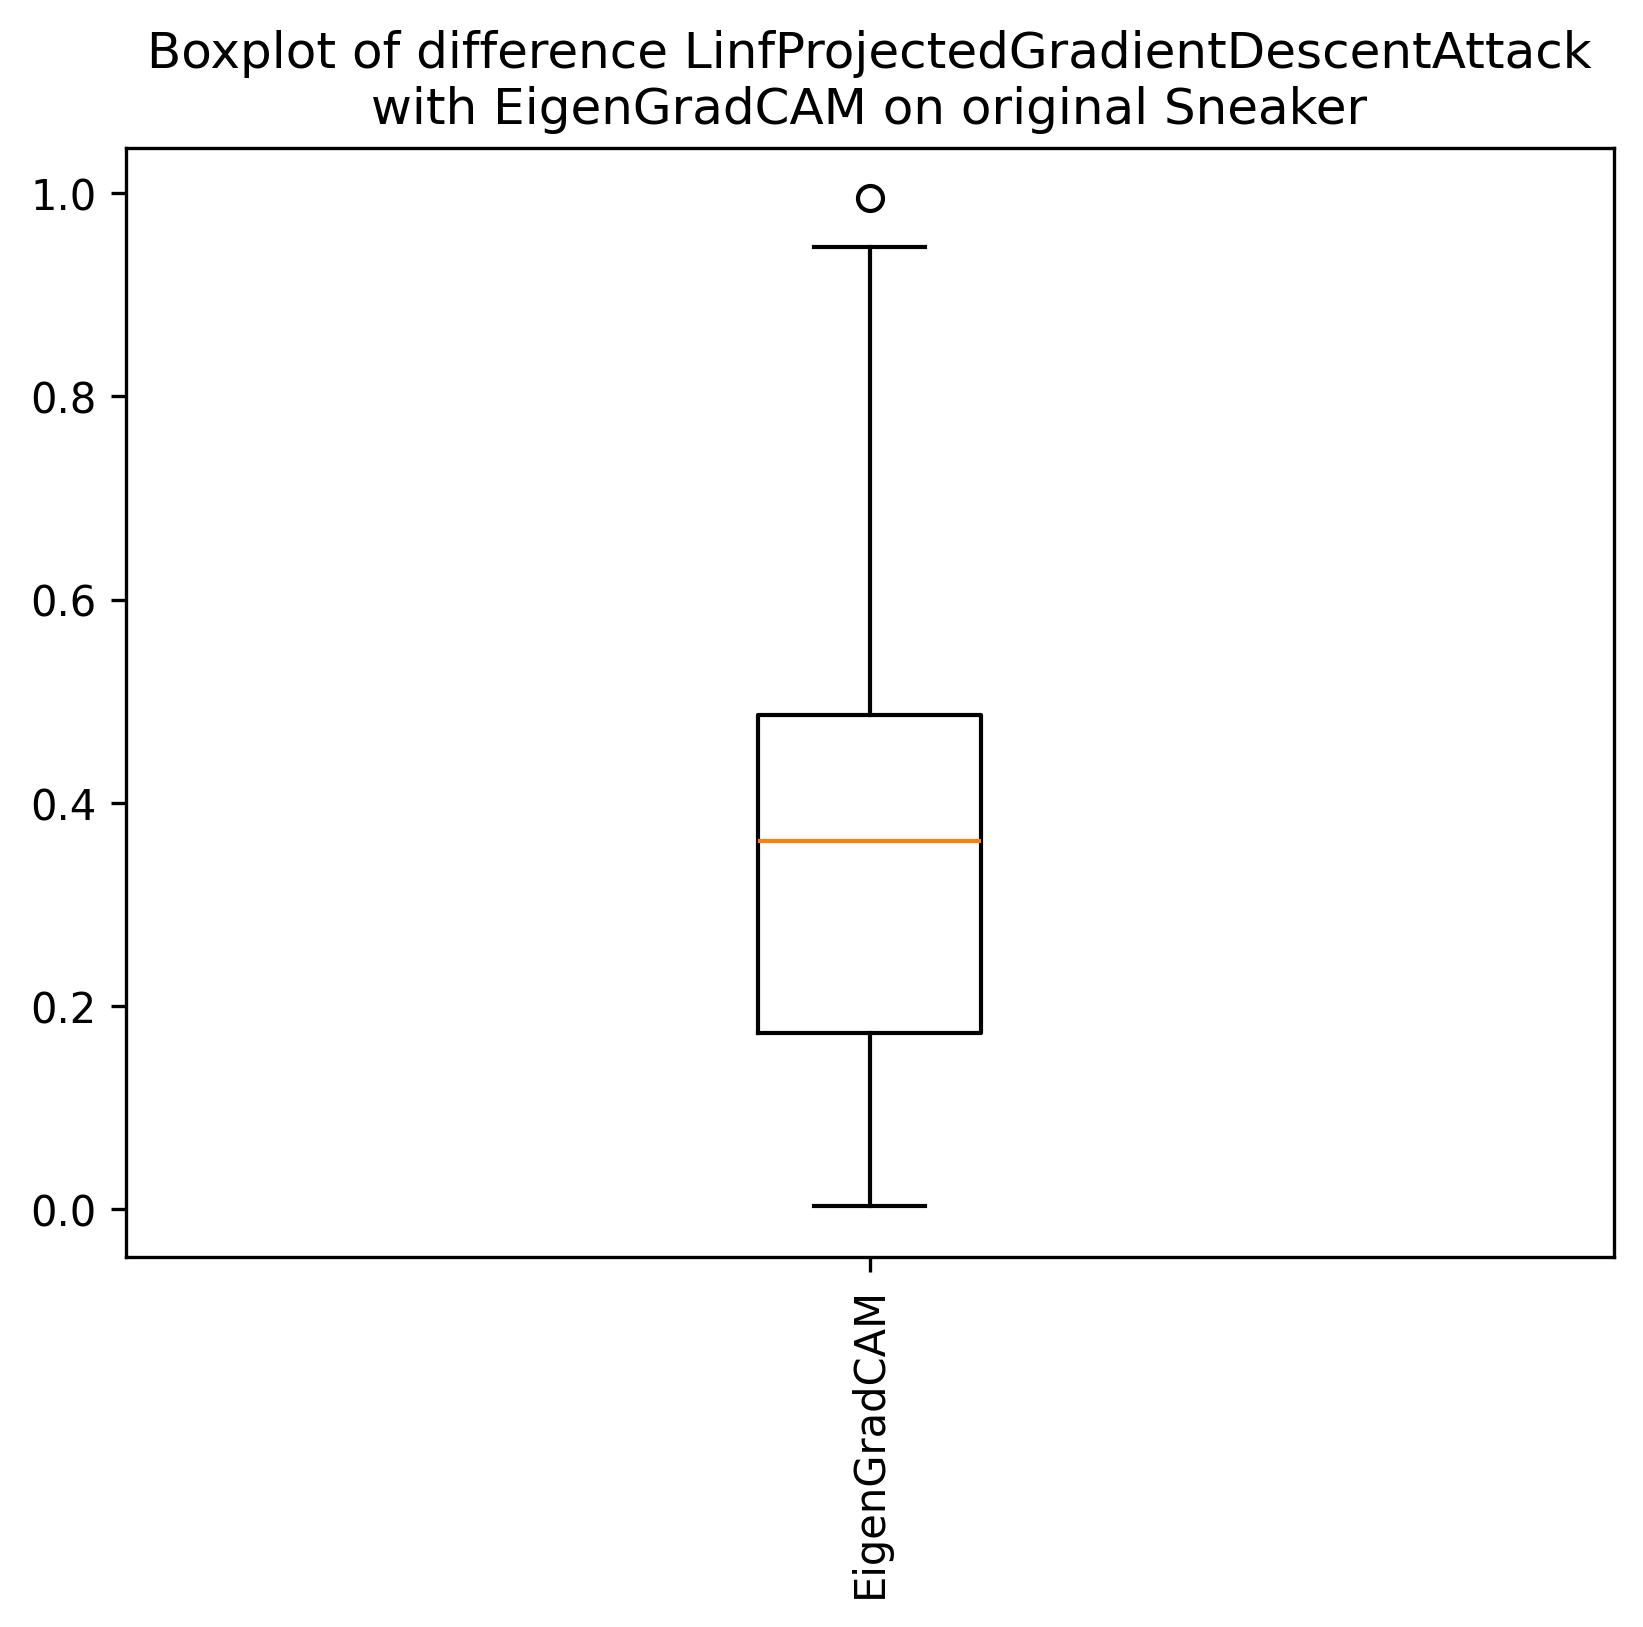 Boxplot of difference LinfProjectedGradientDescentAttack
with EigenGradCAM on original Sneaker
1.0
0.8
0.6
0.4
0.2
0.0
EigenGradCAM